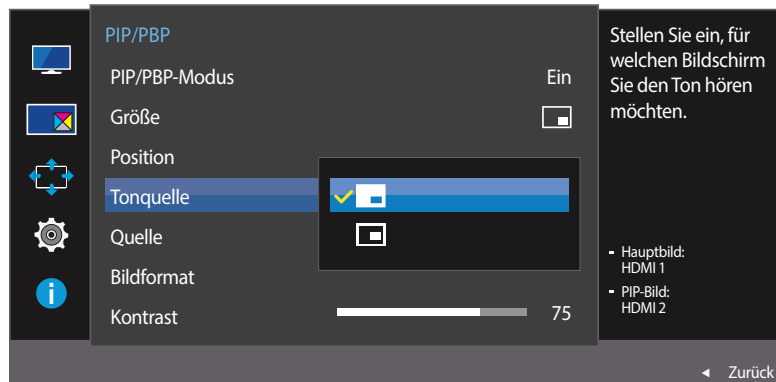 PIP/PBP
PIP/PBP-Modus Ein
Größe
Position
Tonquelle
Quelle
Bildformat
Kontrast 75
Stellen Sie ein, für
welchen Bildschirm
Sie den Ton hören
möchten.
- Hauptbild:
HDMI 1
- PIP-Bild:
HDMI 2
Zurück